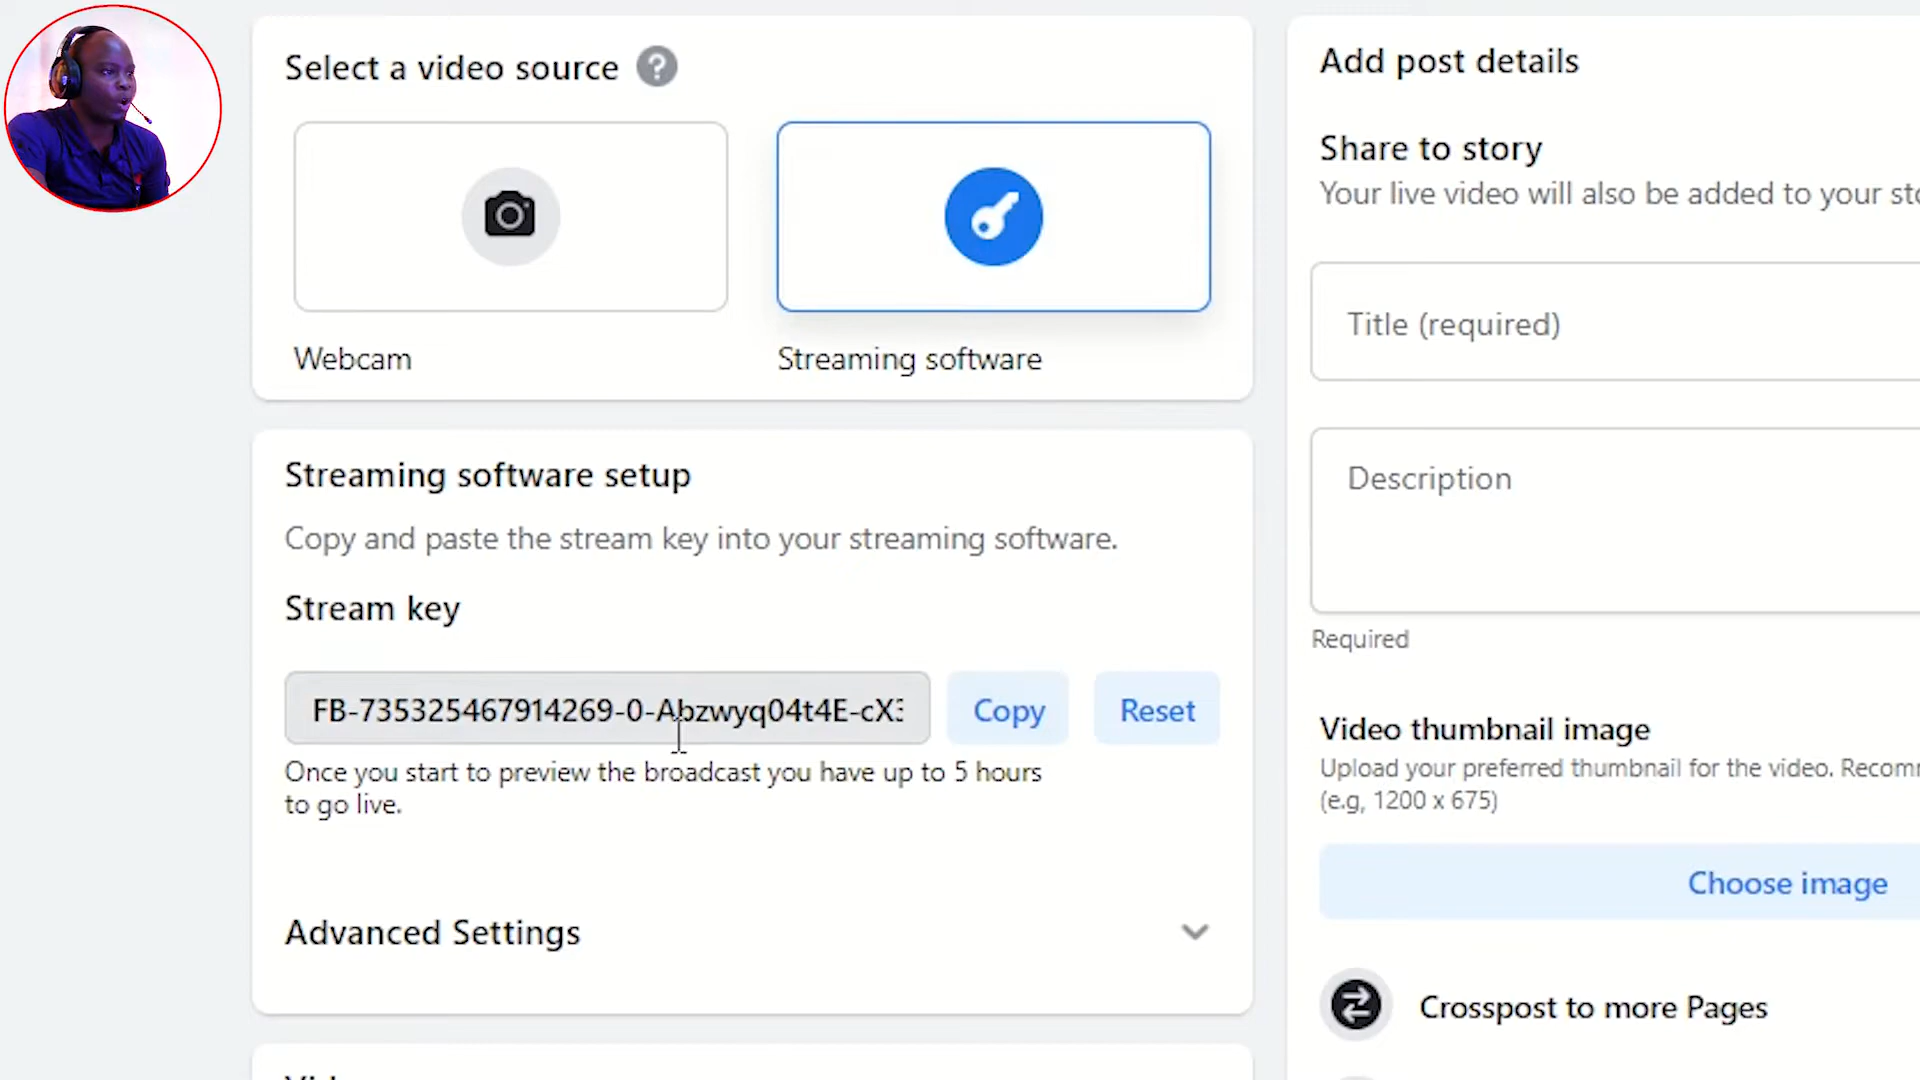 Select a video source
Webcam
Streaming software
Streaming software setup
Copy and paste the stream key into your streaming software.
Stream key
FB-735325467914269-0-Abzwyq04t4E-cX3
Copy
Reset
Once you start to preview the broadcast you have up to 5 hours
to go live.
Advanced Settings
Add post details
Share to story
Your live video will also be added to your
Title (required)
Description
Required
Video thumbnail image
Upload your preferred thumbnail for the video.
(e.g, 1200 x 675)
Choose image
Crosspost to more Pages